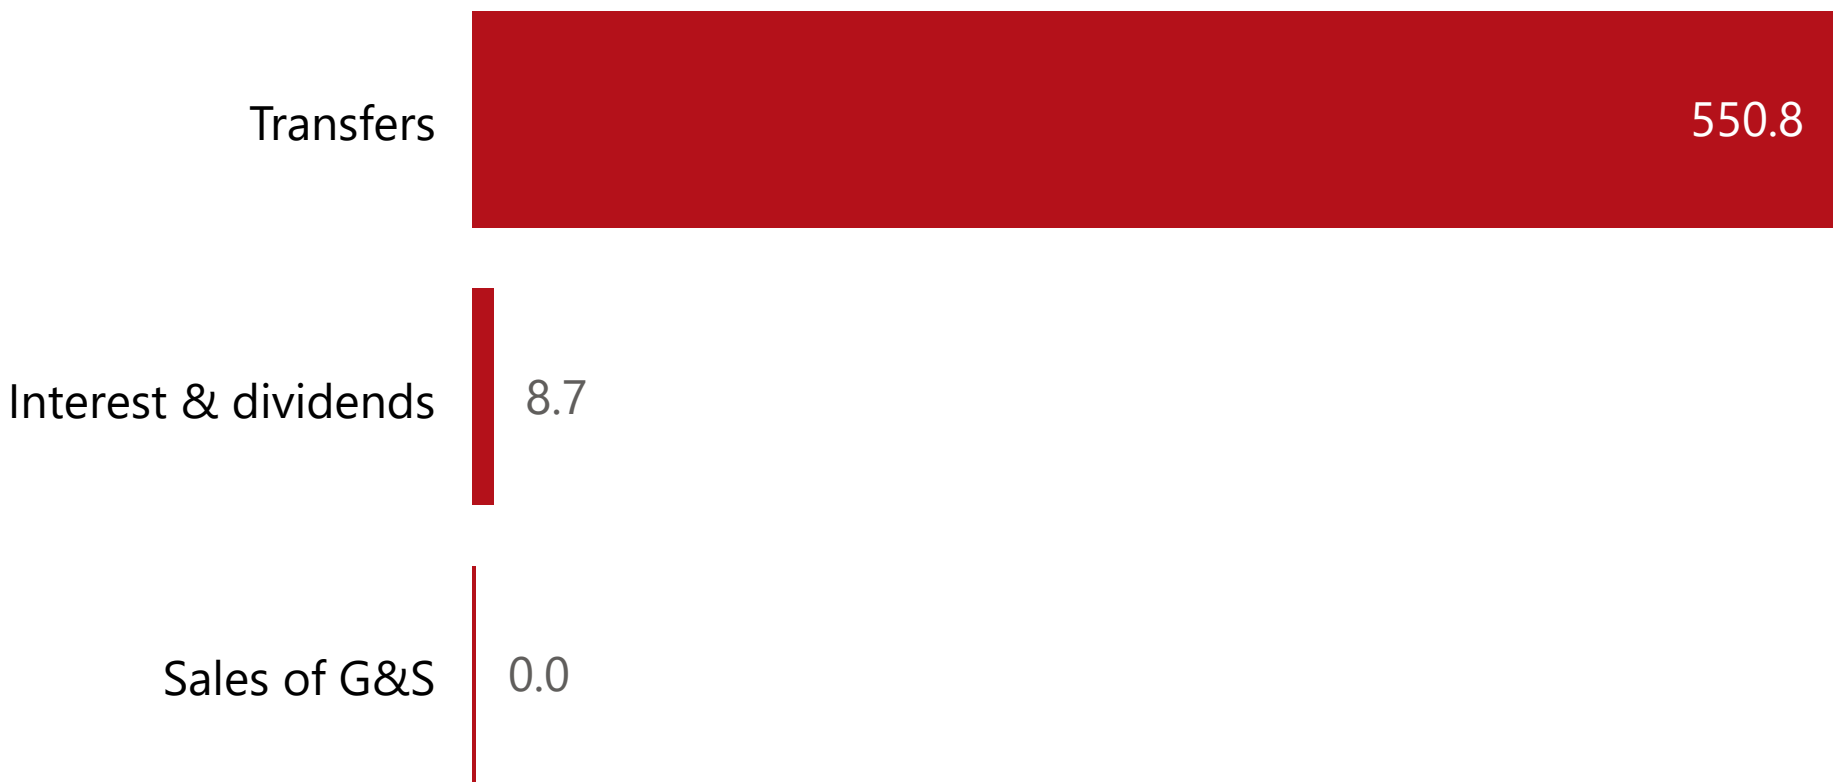 Transfers 550.8
Interest & dividends 8.7
Sales of G&S 0.0